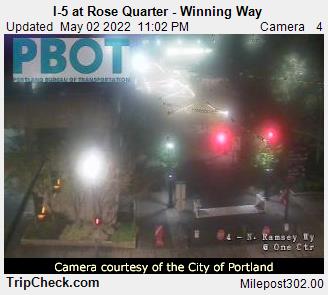 I-5 at Rose Quarter - Winning Way
Updated May 02 2022 11:02 PM Camera 4
PBOT
PORTLAND BUREAU OF TRANSPORTATION
4 - N. Ramsey Wy
@ One Ctr
Camera courtesy of the City of Portland
TripCheck.com Milepost302.00